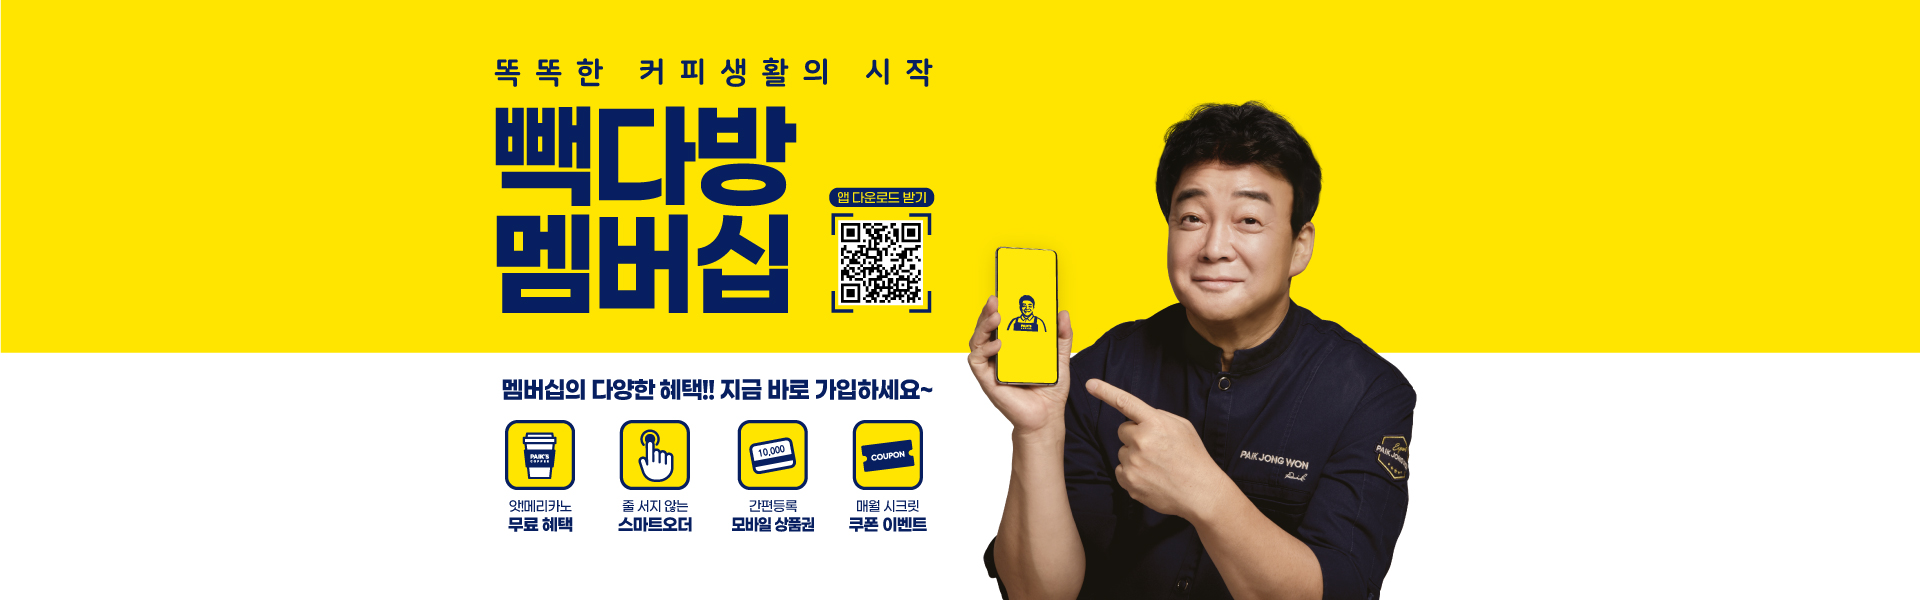 똑똑한 커피생활의 시작
빽다방
멤버십
앱 다운로드 받기
멤버십의 다양한 혜택!! 지금 바로 가입하세요~
PAIK'S
COFFEE
10,000
COUPON
앗!메리카노
무료 혜택
줄 서지 않는
스마트오더
간편등록
모바일 상품권
매월 시크릿
쿠폰 이벤트
PAIK JONG WON
PAIK JONG WON